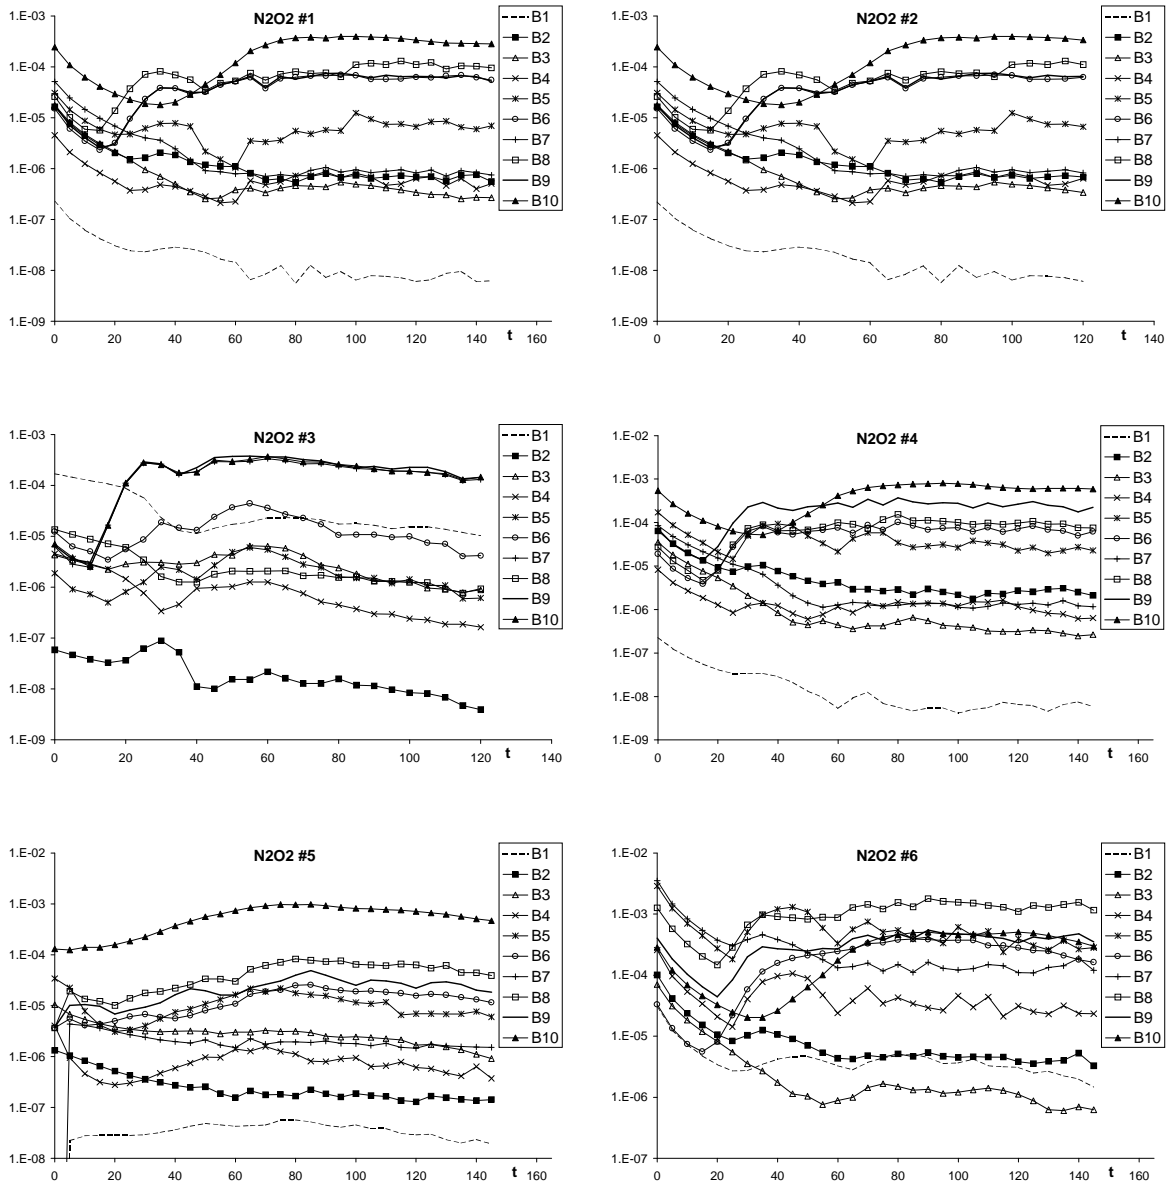 N2O2 #1
1.E-03
1.E-04
1.E-05
1.E-06
1.E-07
1.E-08
1.E-09
0 20 40 60 80 100 120 140 160
t
B1
B2
B3
B4
B5
B6
B7
B8
B9
B10
N2O2 #2
1.E-03
1.E-04
1.E-05
1.E-06
1.E-07
1.E-08
1.E-09
0 20 40 60 80 100 120 140
t
B1
B2
B3
B4
B5
B6
B7
B8
B9
B10
N2O2 #3
1.E-03
1.E-04
1.E-05
1.E-06
1.E-07
1.E-08
1.E-09
0 20 40 60 80 100 120 140
t
B1
B2
B3
B4
B5
B6
B7
B8
B9
B10
N2O2 #4
1.E-02
1.E-03
1.E-04
1.E-05
1.E-06
1.E-07
1.E-08
1.E-09
0 20 40 60 80 100 120 140 160
t
B1
B2
B3
B4
B5
B6
B7
B8
B9
B10
N2O2 #5
1.E-02
1.E-03
1.E-04
1.E-05
1.E-06
1.E-07
1.E-08
0 20 40 60 80 100 120 140 160
t
B1
B2
B3
B4
B5
B6
B7
B8
B9
B10
N2O2 #6
1.E-02
1.E-03
1.E-04
1.E-05
1.E-06
1.E-07
0 20 40 60 80 100 120 140 160
t
B1
B2
B3
B4
B5
B6
B7
B8
B9
B10